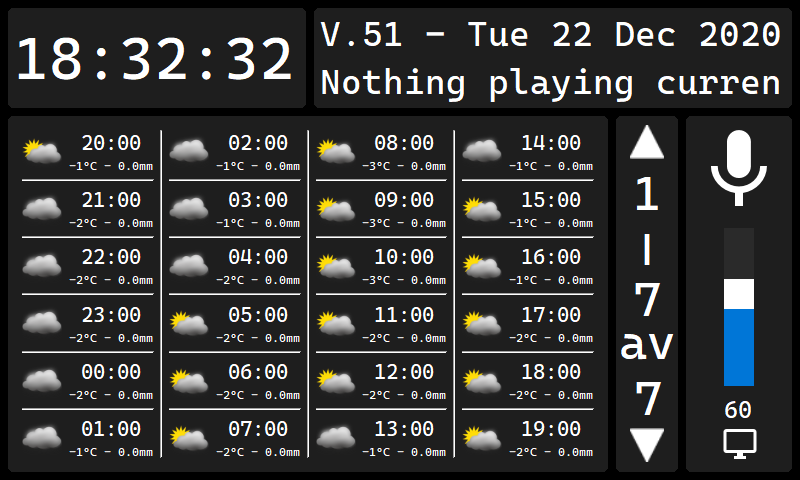 18:32:32
V.51 - Tue 22 Dec 2020
Nothing playing curren
20:00
-1°C - 0.0mm
21:00
-2°C - 0.0mm
22:00
-2°C - 0.0mm
23:00
-2°C - 0.0mm
00:00
-2°C - 0.0mm
01:00
-1°C - 0.0mm
02:00
-1°C - 0.0mm
03:00
-1°C - 0.0mm
04:00
-2°C - 0.0mm
05:00
-2°C - 0.0mm
06:00
-2°C - 0.0mm
07:00
-2°C - 0.0mm
08:00
-3°C - 0.0mm
09:00
-3°C - 0.0mm
10:00
-3°C - 0.0mm
11:00
-2°C - 0.0mm
12:00
-2°C - 0.0mm
13:00
-1°C - 0.0mm
14:00
-1°C - 0.0mm
15:00
-1°C - 0.0mm
16:00
-1°C - 0.0mm
17:00
-2°C - 0.0mm
18:00
-2°C - 0.0mm
19:00
-2°C - 0.0mm
1
|
7
av
7
60